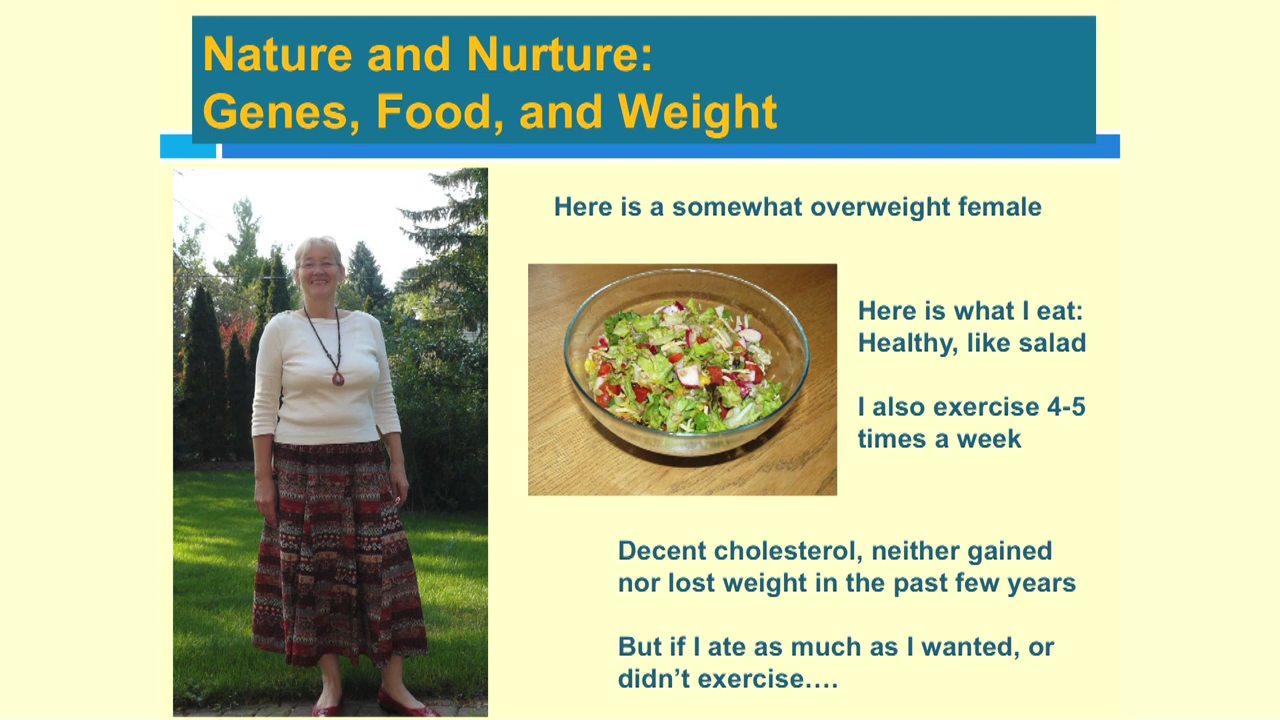 Nature and Nurture:
Genes, Food, and Weight
Here is a somewhat overweight female
Here is what I eat:
Healthy, like salad
I also exercise 4-5
times a week
Decent cholesterol, neither gained
nor lost weight in the past few years
But if I ate as much as I wanted, or
didn’t exercise….